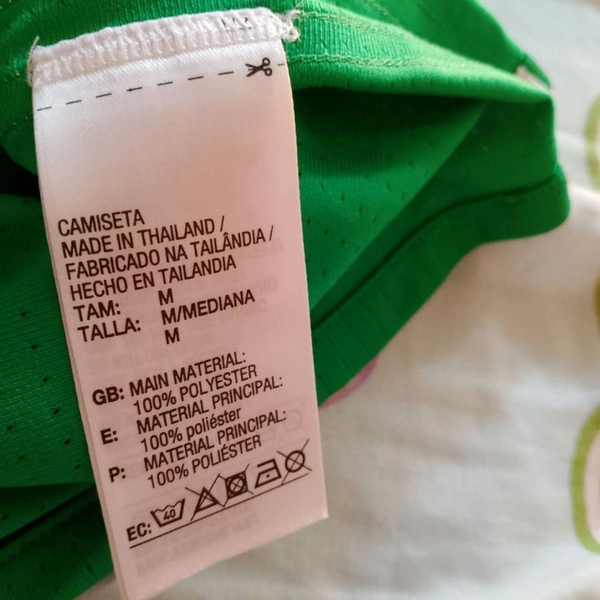 CAMISETA
MADE IN THAILAND /
FABRICADO NA TAILÂNDIA /
HECHO EN TAILANDIA
TAM: M
TALLA: M/MEDIANA
M
GB: MAIN MATERIAL:
100% POLYESTER
E: MATERIAL PRINCIPAL:
100% poliéster
P: MATERIAL PRINCIPAL:
100% POLIÉSTER
EC: 40